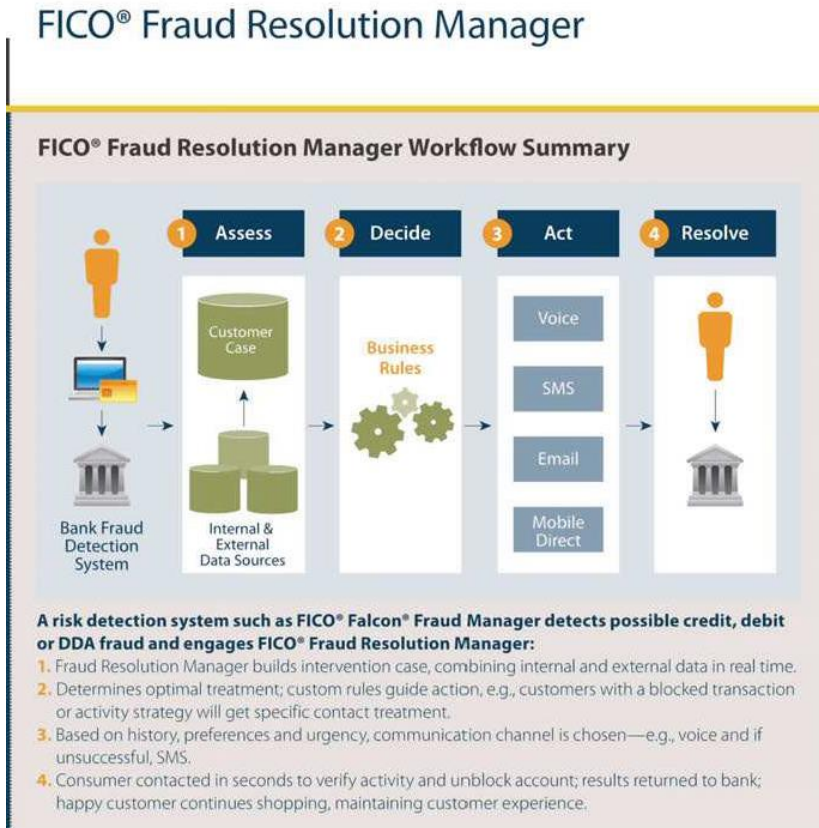 FICO® Fraud Resolution Manager
FICO® Fraud Resolution Manager Workflow Summary
1 Assess
2 Decide
3 Act
4 Resolve
Bank Fraud
Detection
System
Customer
Case
Internal &
External
Data Sources
Business
Rules
Voice
SMS
Email
Mobile
Direct
A risk detection system such as FICO® Falcon® Fraud Manager detects possible credit, debit
or DDA fraud and engages FICO® Fraud Resolution Manager:
1. Fraud Resolution Manager builds intervention case, combining internal and external data in real time.
2. Determines optimal treatment; custom rules guide action, e.g., customers with a blocked transaction
or activity strategy will get specific contact treatment.
3. Based on history, preferences and urgency, communication channel is chosen—e.g., voice and if
unsuccessful, SMS.
4. Consumer contacted in seconds to verify activity and unblock account; results returned to bank;
happy customer continues shopping, maintaining customer experience.